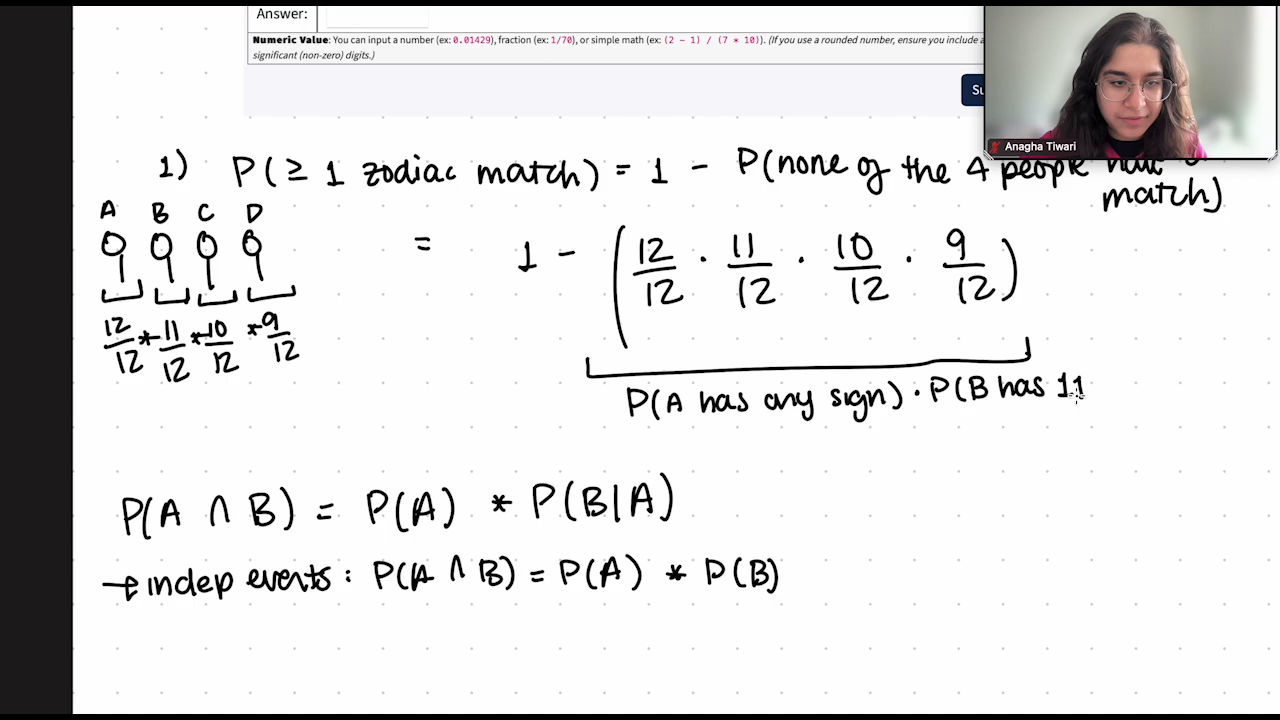 Answer:
Numeric Value: You can input a number (ex: 0.01429), fraction (ex: 1/70), or simple math (ex: (2 − 1) / (7 * 10)). (If you use a rounded number, ensure you include a
significant (non-zero) digits.)
Su
Anagha Tiwari
1) P(≥ 1 zodiac match) = 1 - P(none of the 4 people
match)
A B C D
= 1 - (12/12 · 11/12 · 10/12 · 9/12)
12/12 * 11/12 * 10/12 * 9/12
P(A has any sign) · P(B has 11
P(A ∩ B) = P(A) * P(B|A)
→ indep events: P(A ∩ B) = P(A) * P(B)